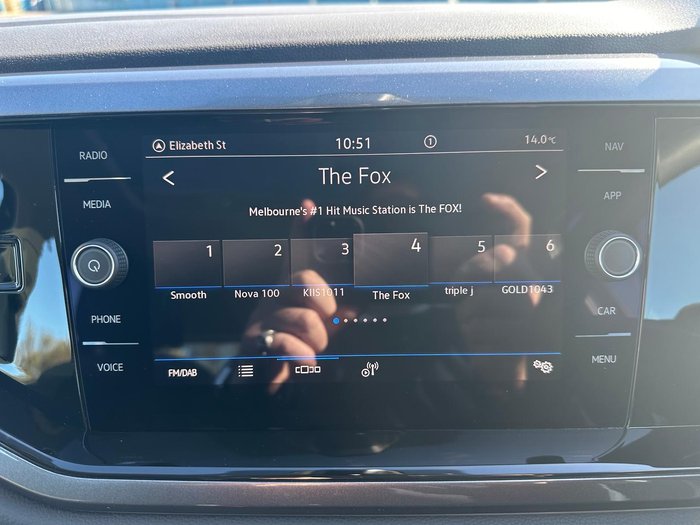 RADIO
MEDIA
PHONE
VOICE
Elizabeth St 10:51 1 14.0°C
< The Fox >
Melbourne's #1 Hit Music Station is The FOX!
1 2 3 4 5 6
Smooth Nova 100 KIIS1011 The Fox triple j GOLD1043
FM/DAB
NAV
APP
CAR
MENU